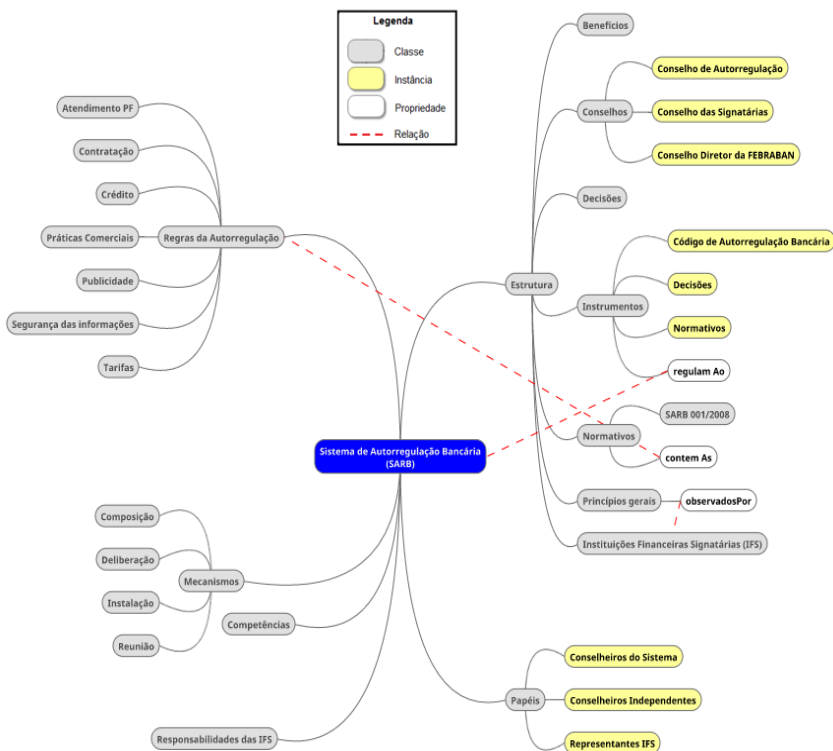 Legenda
Classe
Instância
Propriedade
Relação
Atendimento PF
Contratação
Crédito
Práticas Comerciais
Regras da Autorregulação
Publicidade
Segurança das informações
Tarifas
Sistema de Autorregulação Bancária
(SARB)
Composição
Deliberação
Mecanismos
Instalação
Competências
Reunião
Responsabilidades das IFS
Benefícios
Conselho de Autorregulação
Conselhos
Conselho das Signatárias
Conselho Diretor da FEBRABAN
Decisões
Estrutura
Código de Autorregulação Bancária
Decisões
Instrumentos
Normativos
regulam Ao
SARB 001/2008
Normativos
contem As
Princípios gerais
observadosPor
Instituições Financeiras Signatárias (IFS)
Conselheiros do Sistema
Papéis
Conselheiros Independentes
Representantes IFS